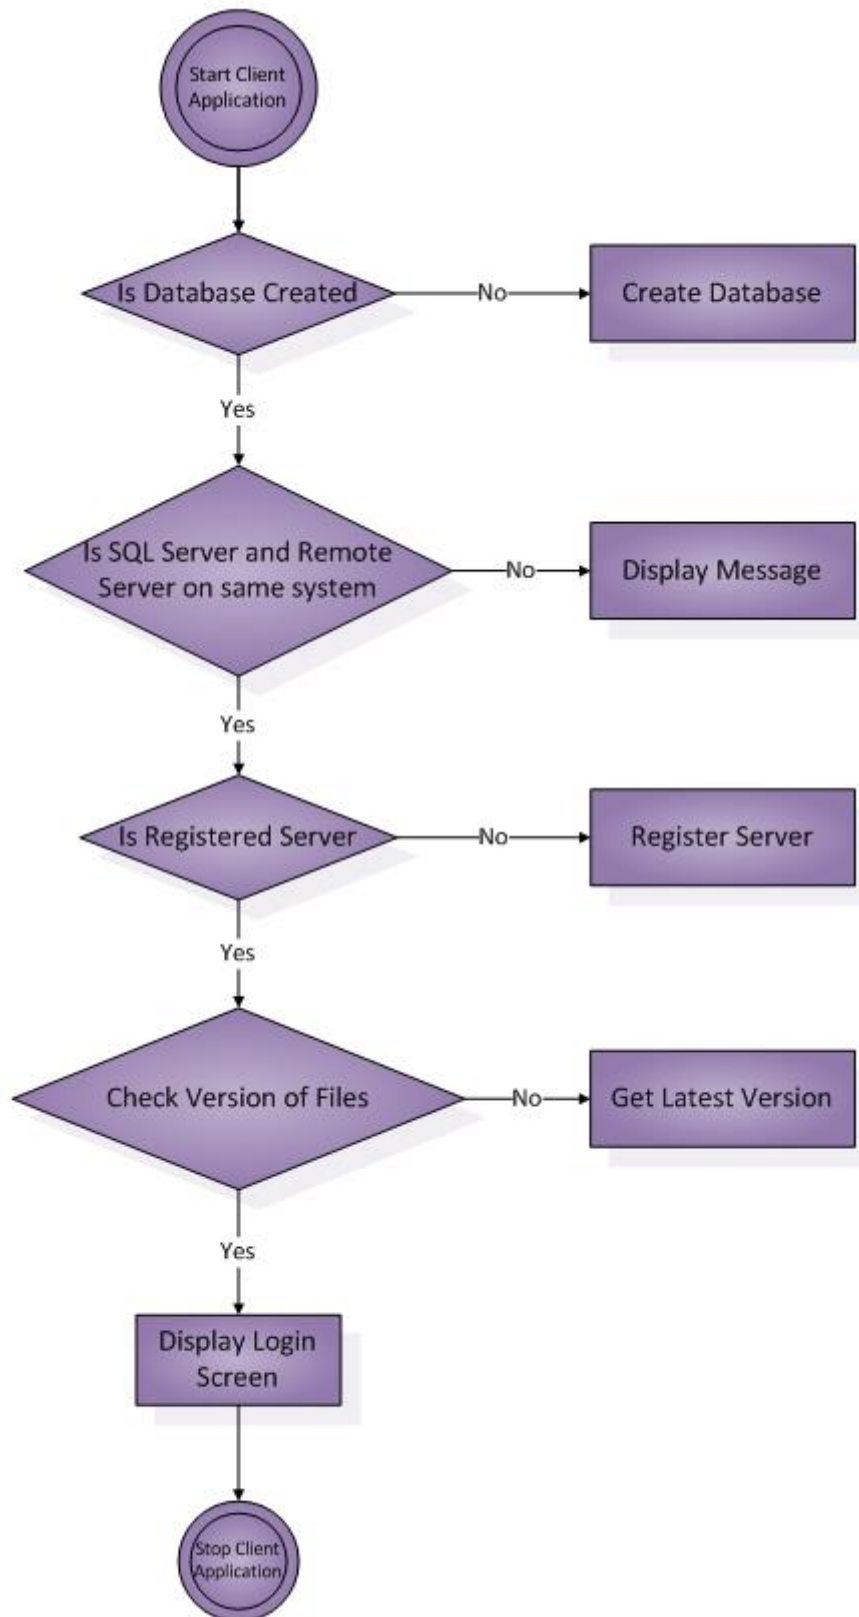 Start Client
Application
Is Database Created
No
Create Database
Yes
Is SQL Server and Remote
Server on same system
No
Display Message
Yes
Is Registered Server
No
Register Server
Yes
Check Version of Files
No
Get Latest Version
Yes
Display Login
Screen
Stop Client
Application